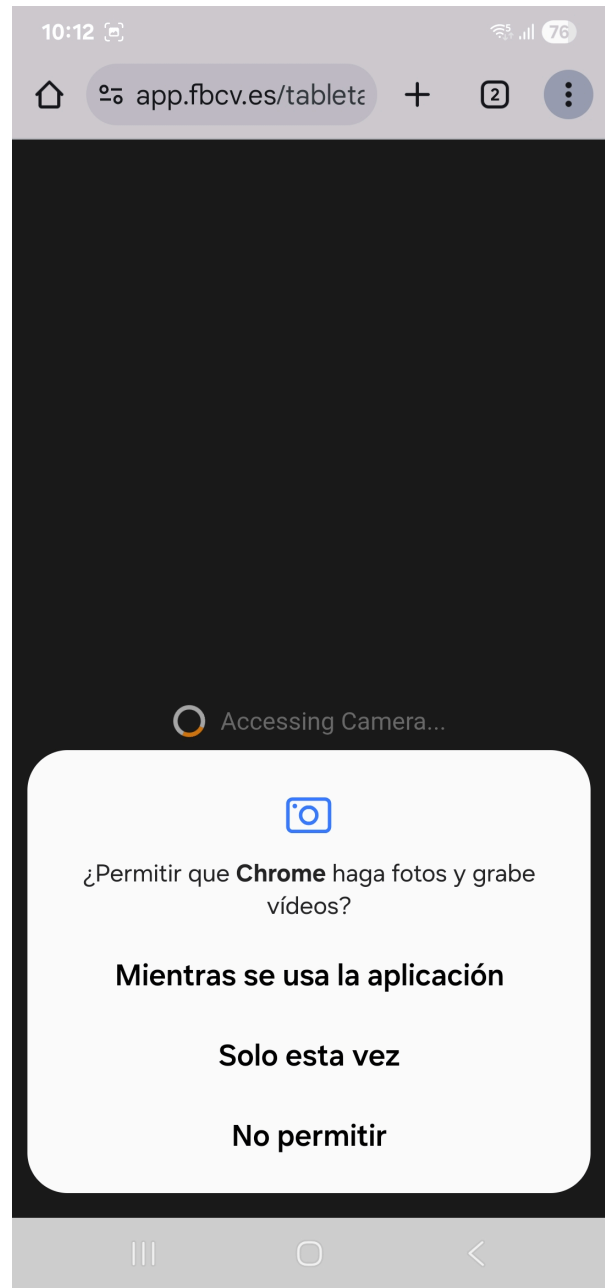 10:12
76
app.fbcv.es/tableta
2
Accessing Camera...
¿Permitir que Chrome haga fotos y grabe
vídeos?
Mientras se usa la aplicación
Solo esta vez
No permitir